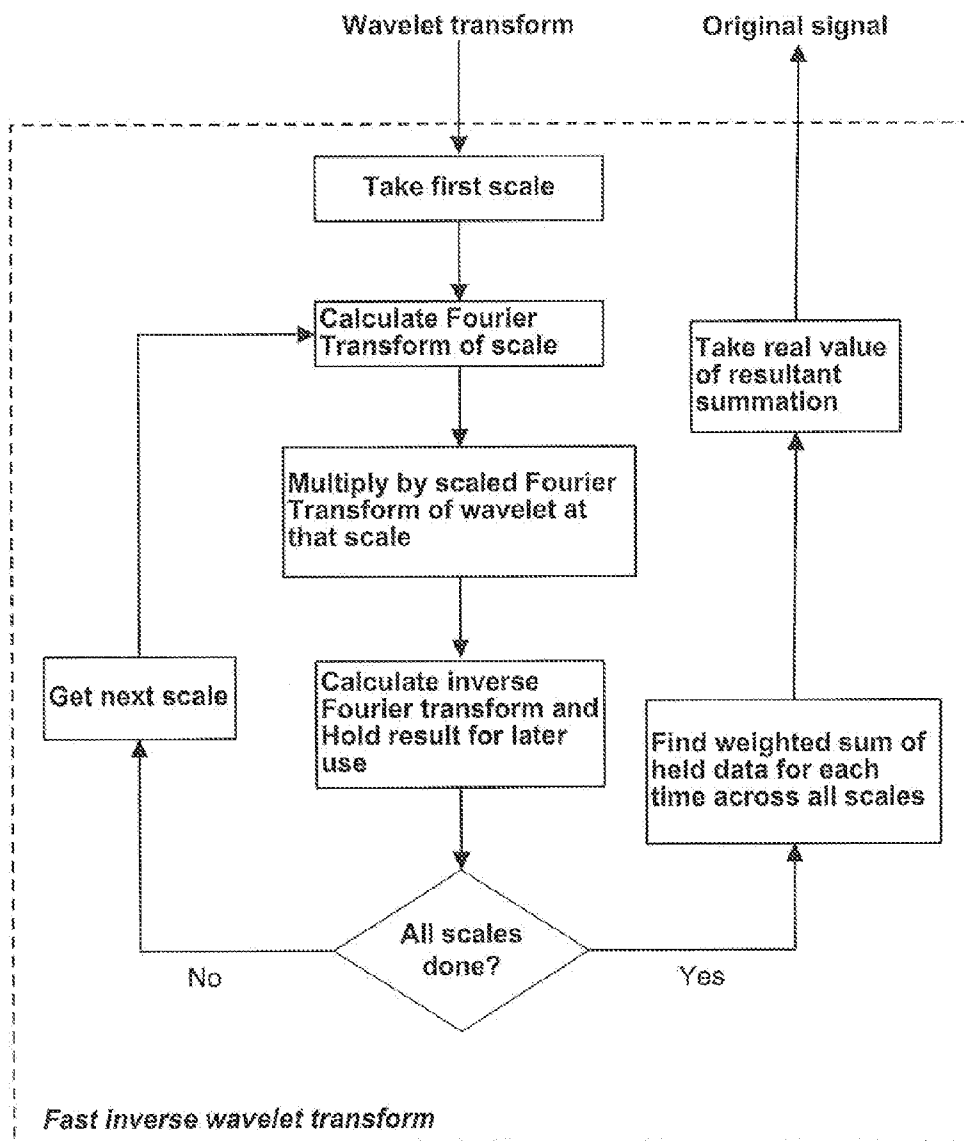 Wavelet transform
Original signal
Take first scale
Calculate Fourier
Transform of scale
Take real value
of resultant
summation
Multiply by scaled Fourier
Transform of wavelet at
that scale
Get next scale
Calculate inverse
Fourier transform and
Hold result for later
use
Find weighted sum of
held data for each
time across all scales
All scales
done?
No
Yes
Fast inverse wavelet transform